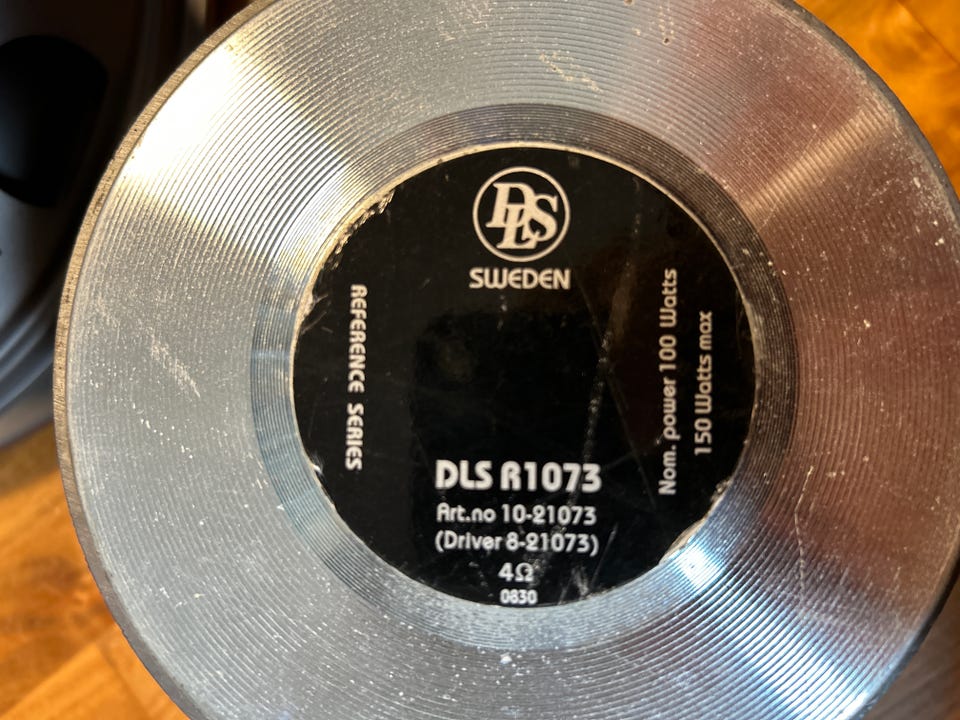 DLS
SWEDEN
REFERENCE SERIES
Nom. power 100 Watts
150 Watts max
DLS R1073
Art.no 10-21073
(Driver 8-21073)
4Ω
0830